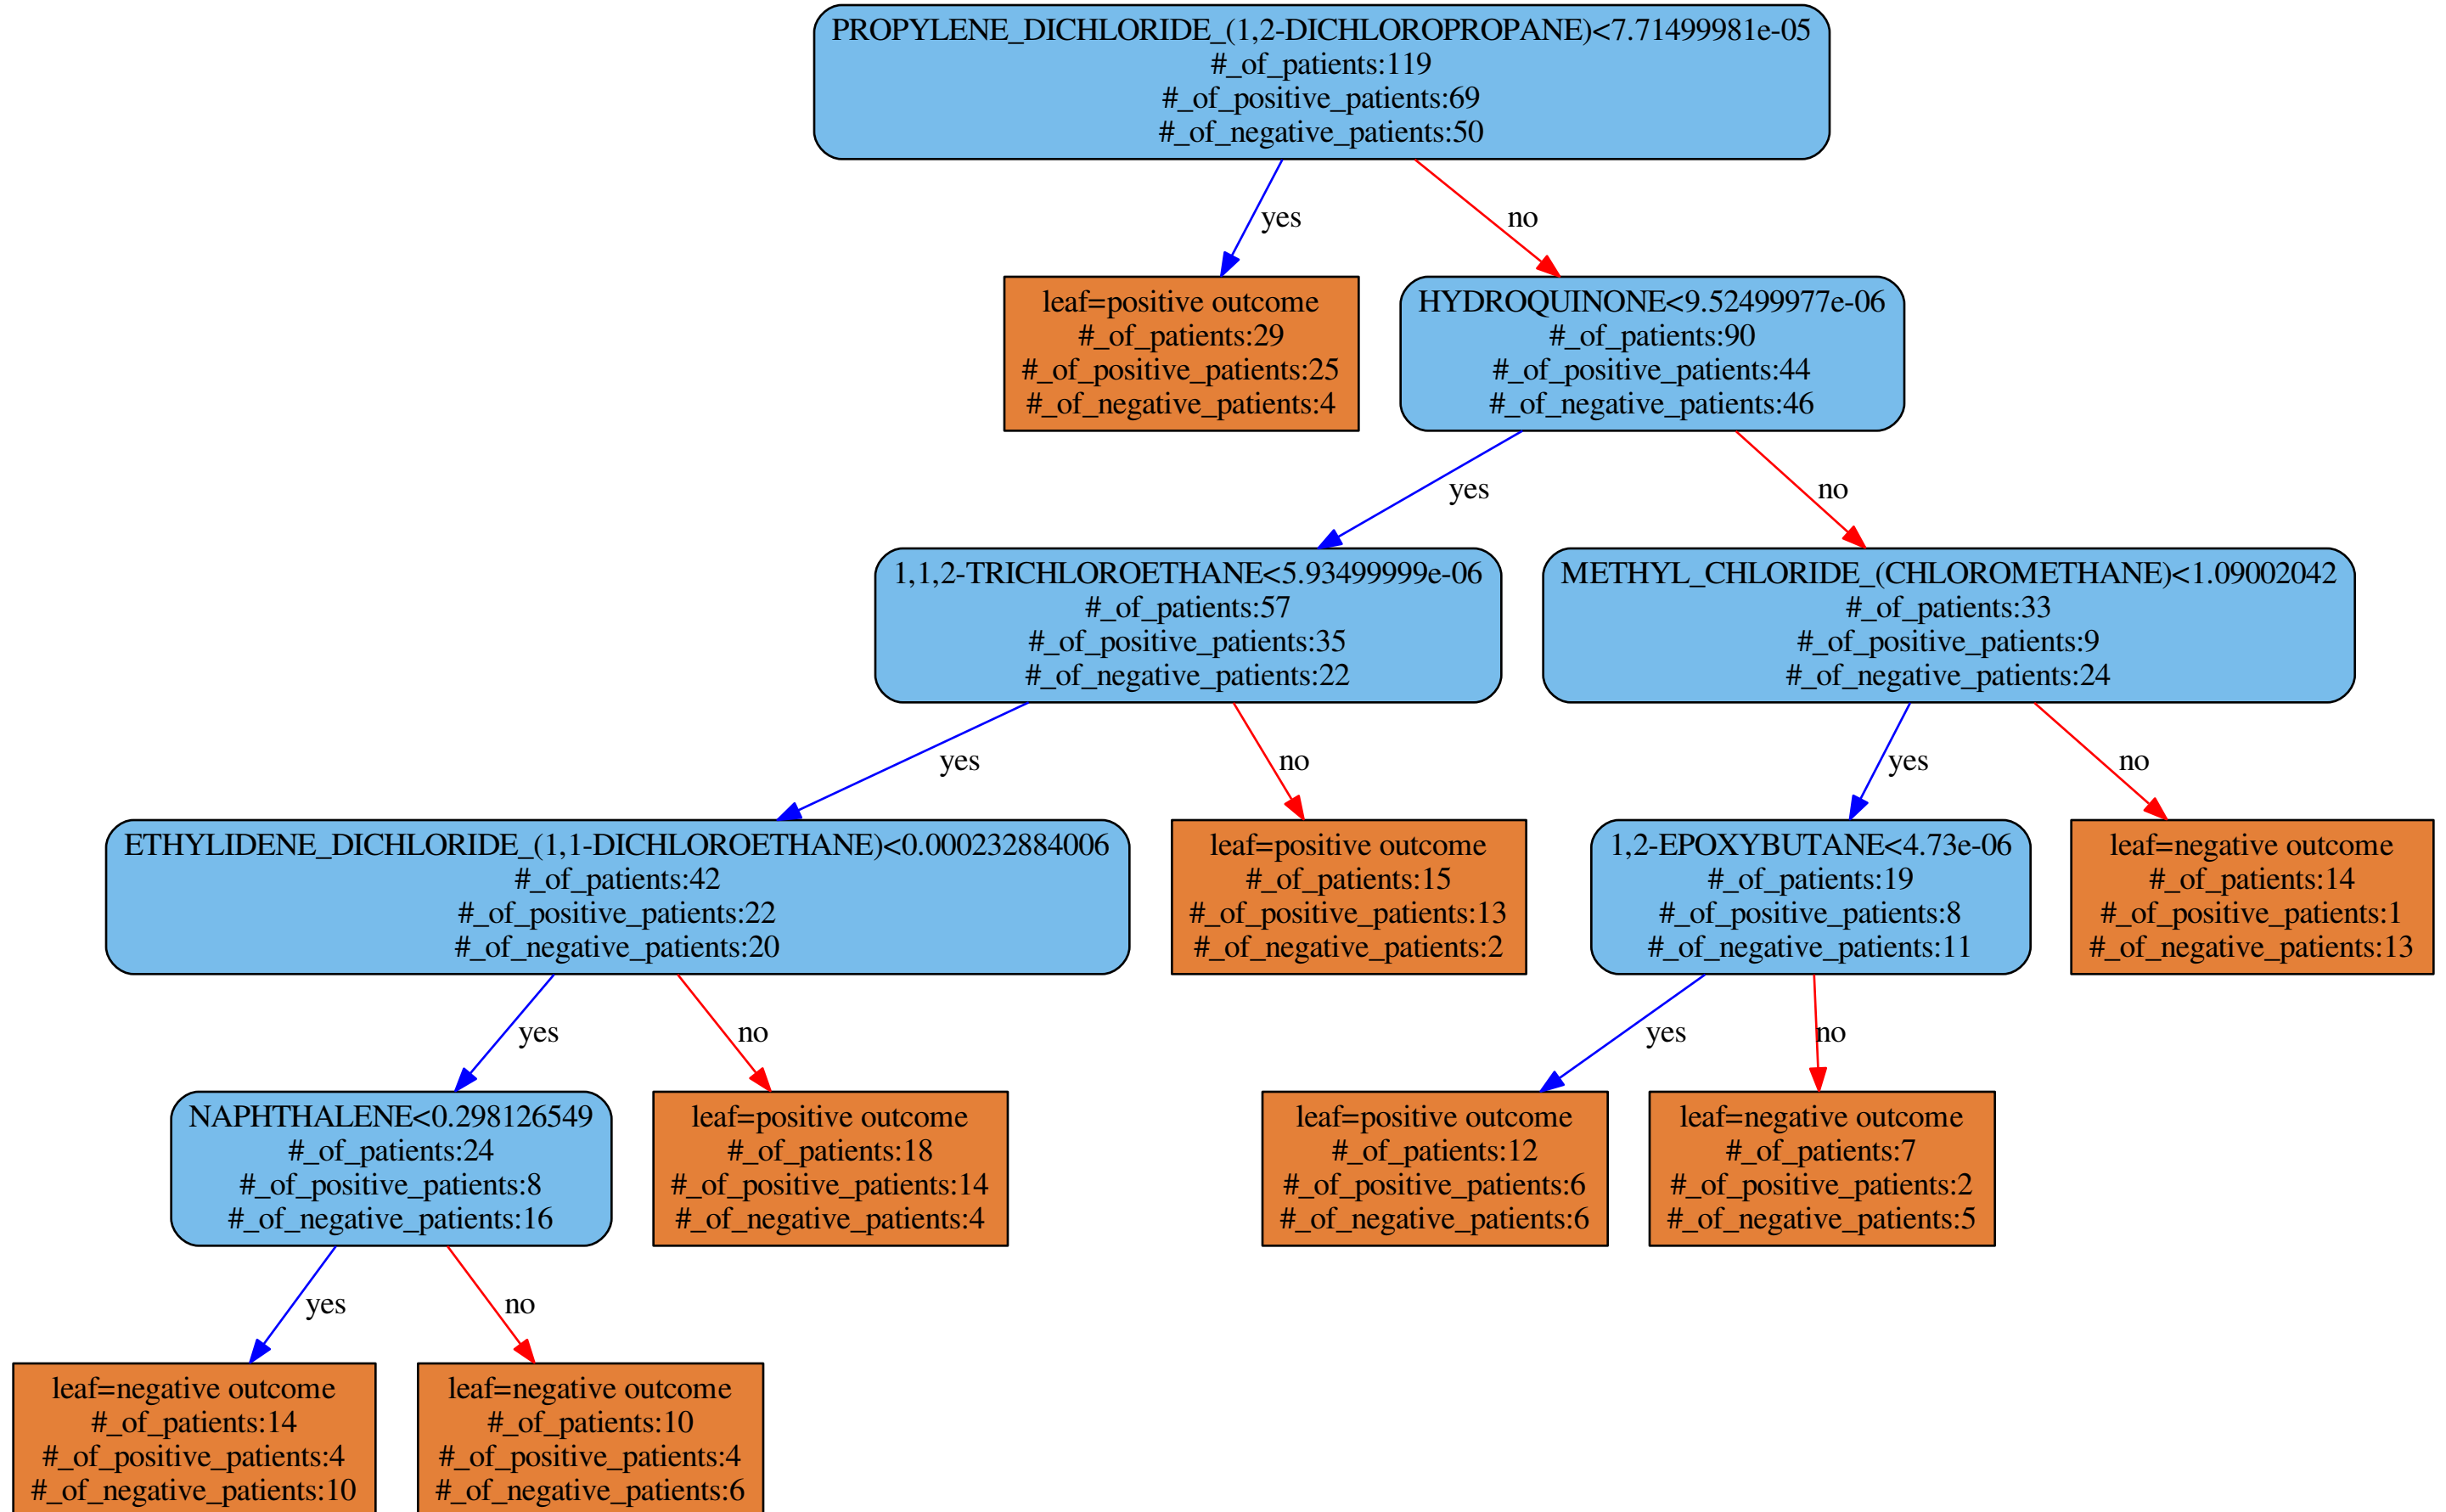 PROPYLENE_DICHLORIDE_(1,2-DICHLOROPROPANE)<7.71499981e-05
#_of_patients:119
#_of_positive_patients:69
#_of_negative_patients:50
yes
no
leaf=positive outcome
#_of_patients:29
#_of_positive_patients:25
#_of_negative_patients:4
HYDROQUINONE<9.52499977e-06
#_of_patients:90
#_of_positive_patients:44
#_of_negative_patients:46
yes
no
1,1,2-TRICHLOROETHANE<5.93499999e-06
#_of_patients:57
#_of_positive_patients:35
#_of_negative_patients:22
METHYL_CHLORIDE_(CHLOROMETHANE)<1.09002042
#_of_patients:33
#_of_positive_patients:9
#_of_negative_patients:24
yes
no
yes
no
ETHYLIDENE_DICHLORIDE_(1,1-DICHLOROETHANE)<0.000232884006
#_of_patients:42
#_of_positive_patients:22
#_of_negative_patients:20
leaf=positive outcome
#_of_patients:15
#_of_positive_patients:13
#_of_negative_patients:2
1,2-EPOXYBUTANE<4.73e-06
#_of_patients:19
#_of_positive_patients:8
#_of_negative_patients:11
leaf=negative outcome
#_of_patients:14
#_of_positive_patients:1
#_of_negative_patients:13
yes
no
yes
no
NAPHTHALENE<0.298126549
#_of_patients:24
#_of_positive_patients:8
#_of_negative_patients:16
leaf=positive outcome
#_of_patients:18
#_of_positive_patients:14
#_of_negative_patients:4
leaf=positive outcome
#_of_patients:12
#_of_positive_patients:6
#_of_negative_patients:6
leaf=negative outcome
#_of_patients:7
#_of_positive_patients:2
#_of_negative_patients:5
yes
no
leaf=negative outcome
#_of_patients:14
#_of_positive_patients:4
#_of_negative_patients:10
leaf=negative outcome
#_of_patients:10
#_of_positive_patients:4
#_of_negative_patients:6